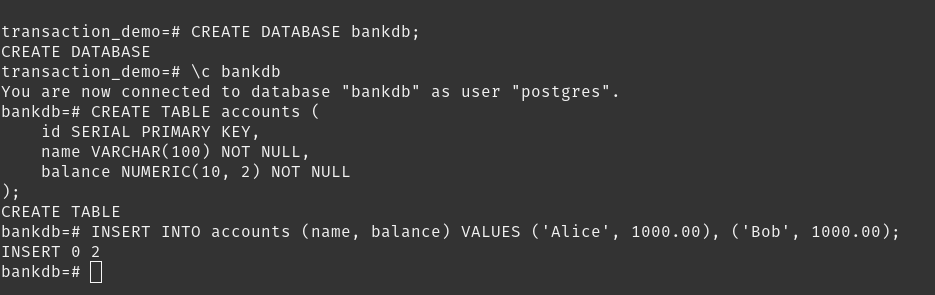 transaction_demo=# CREATE DATABASE bankdb;
CREATE DATABASE
transaction_demo=# \c bankdb
You are now connected to database "bankdb" as user "postgres".
bankdb=# CREATE TABLE accounts (
    id SERIAL PRIMARY KEY,
    name VARCHAR(100) NOT NULL,
    balance NUMERIC(10, 2) NOT NULL
);
CREATE TABLE
bankdb=# INSERT INTO accounts (name, balance) VALUES ('Alice', 1000.00), ('Bob', 1000.00);
INSERT 0 2
bankdb=#